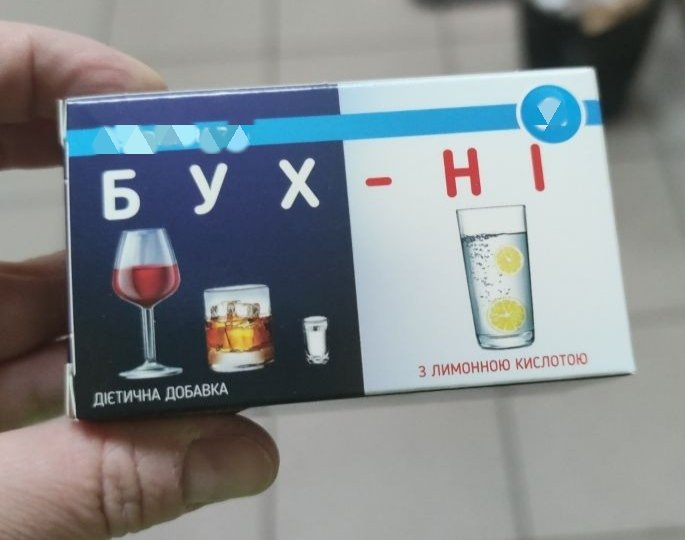 БУХ-НІ
ДІЄТИЧНА ДОБАВКА
З ЛИМОННОЮ КИСЛОТОЮ